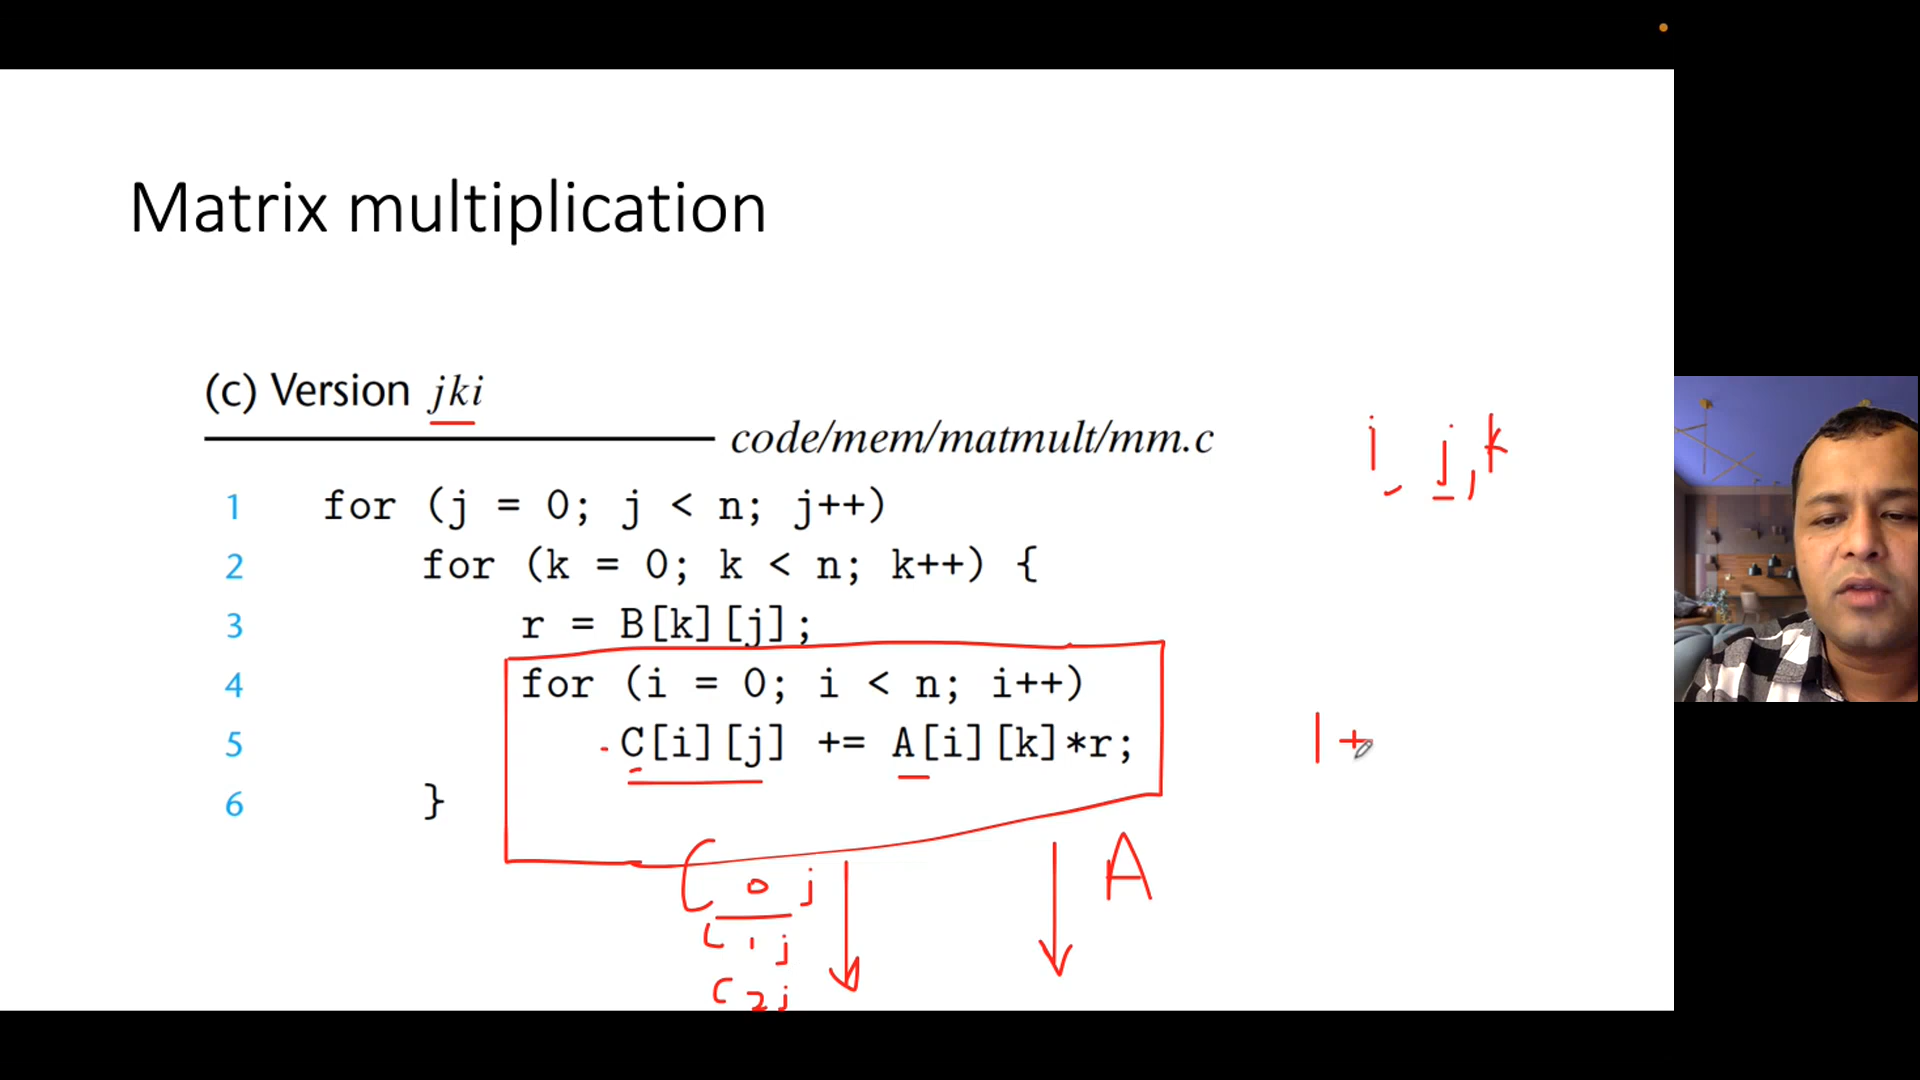 Matrix multiplication
(c) Version jki
code/mem/matmult/mm.c
i, j, k
1 for (j = 0; j < n; j++)
2 for (k = 0; k < n; k++) {
3 r = B[k][j];
4 for (i = 0; i < n; i++)
5 C[i][j] += A[i][k]*r;
1+
6 }
C 0 j
A
C 1 j
C 2 j